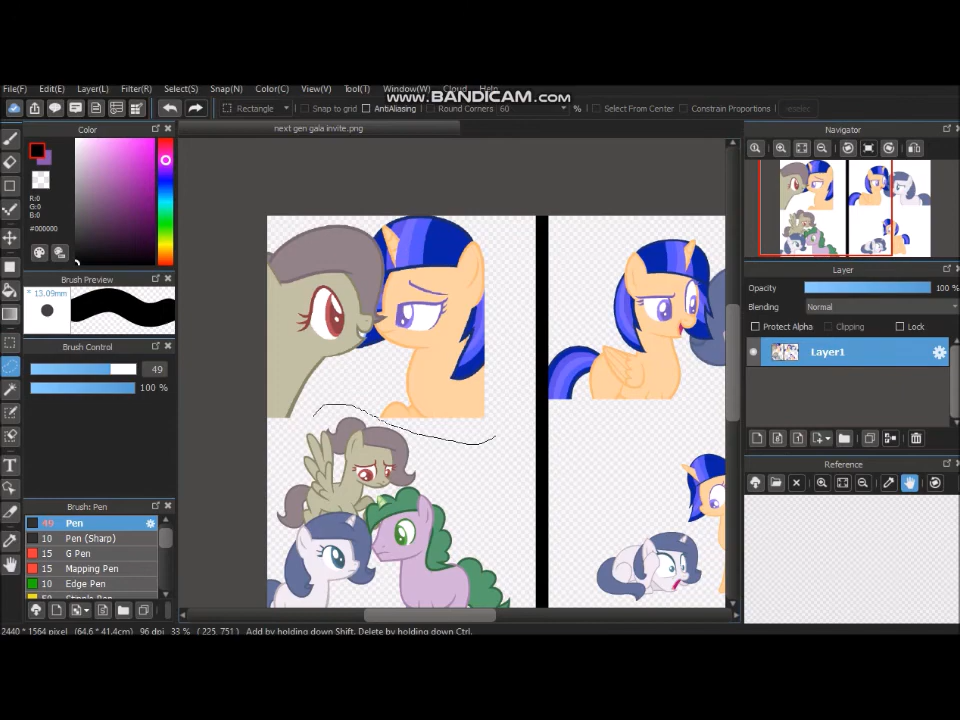 www.BANDICAM.com
File(F) Edit(E) Layer(L) Filter(R) Select(S) Snap(N) Color(C) View(V) Tool(T) Window(W) Cloud Help
Rectangle Snap to grid AntiAliasing Round Corners 60 % Select From Center Constrain Proportions
Color
next gen gala invite.png
Navigator
R:0
G:0
B:0
#000000
Layer
Brush Preview
* 13.09mm
Opacity 100 %
Blending Normal
Protect Alpha Clipping Lock
Brush Control
Layer1
49
100 %
Reference
Brush: Pen
49 Pen
10 Pen (Sharp)
15 G Pen
15 Mapping Pen
10 Edge Pen
2440 * 1564 pixel (64.6 * 41.4cm) 96 dpi 33 % ( 225, 751) Add by holding down Shift. Delete by holding down Ctrl.